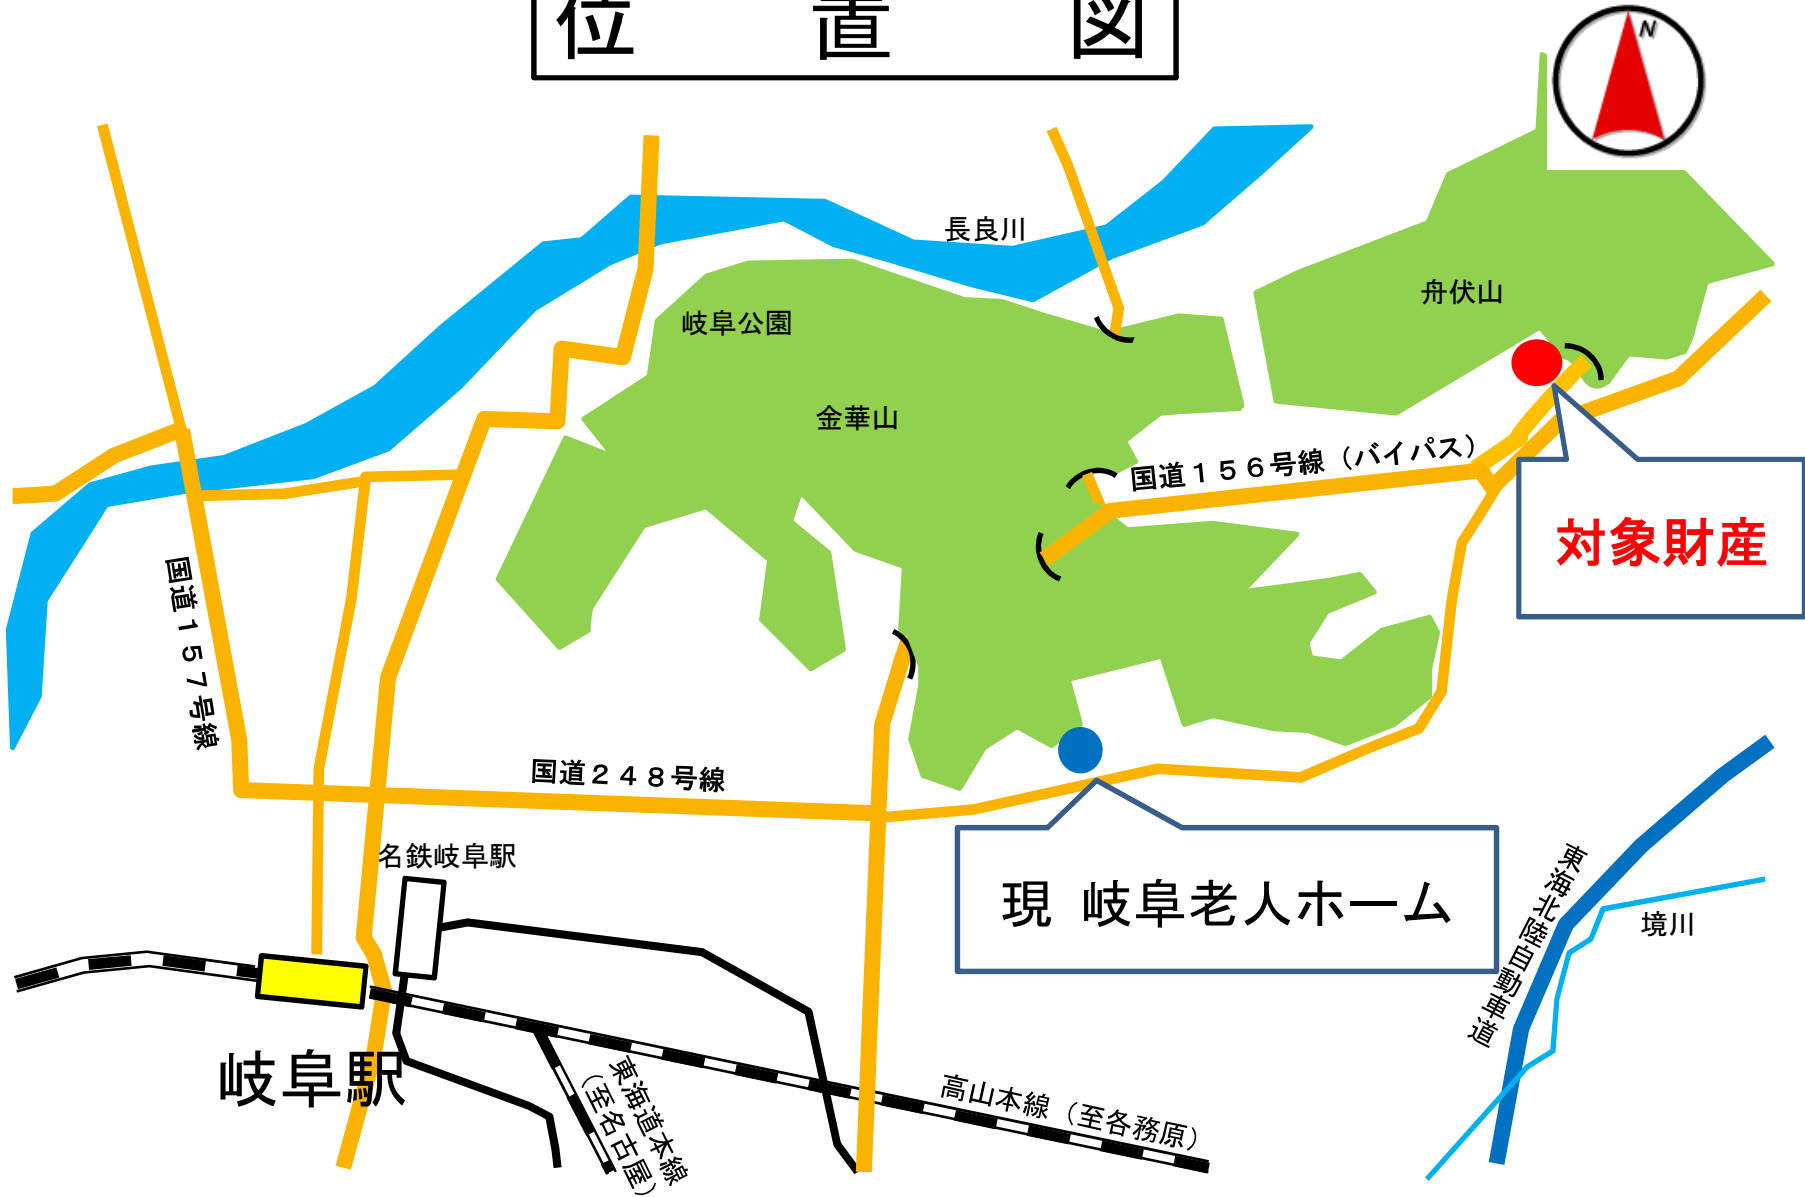 位置図
N
長良川
舟伏山
岐阜公園
金華山
国道１５６号線（バイパス）
対象財産
国道１５７号線
国道２４８号線
名鉄岐阜駅
現 岐阜老人ホーム
東海北陸自動車道
境川
岐阜駅
東海道本線
（至名古屋）
高山本線（至各務原）